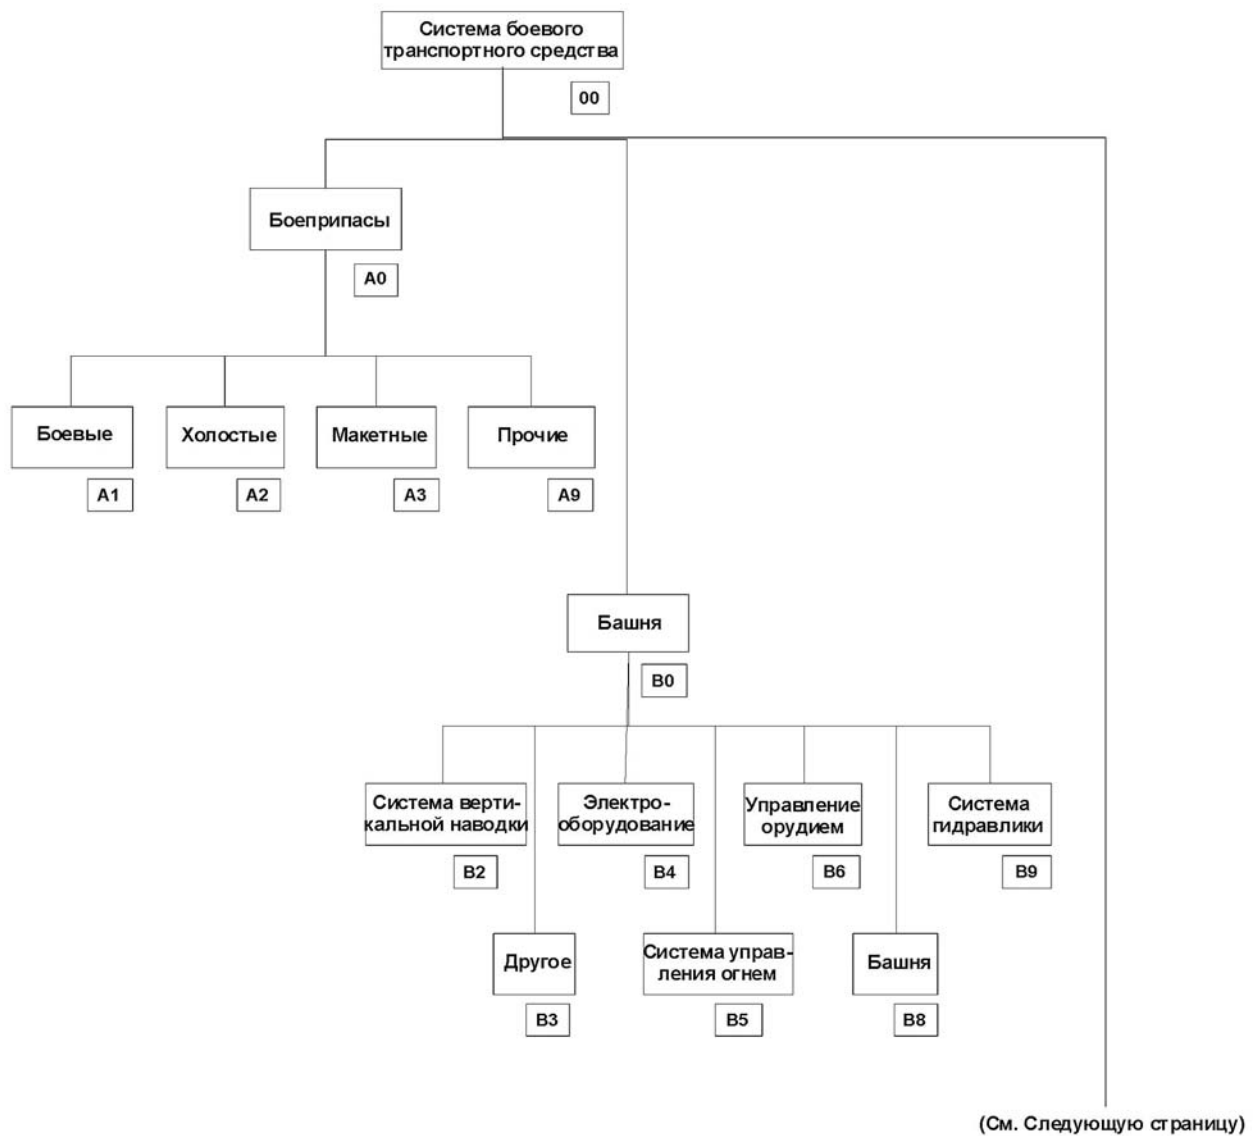 Система боевого
транспортного средства
00
Боеприпасы
A0
Боевые
Холостые
Макетные
Прочие
A1
A2
A3
A9
Башня
B0
Система верти-
кальной наводки
Электро-
оборудование
Управление
орудием
Система
гидравлики
B2
B4
B6
B9
Другое
Система управ-
ления огнем
Башня
B3
B5
B8
(См. Следующую страницу)